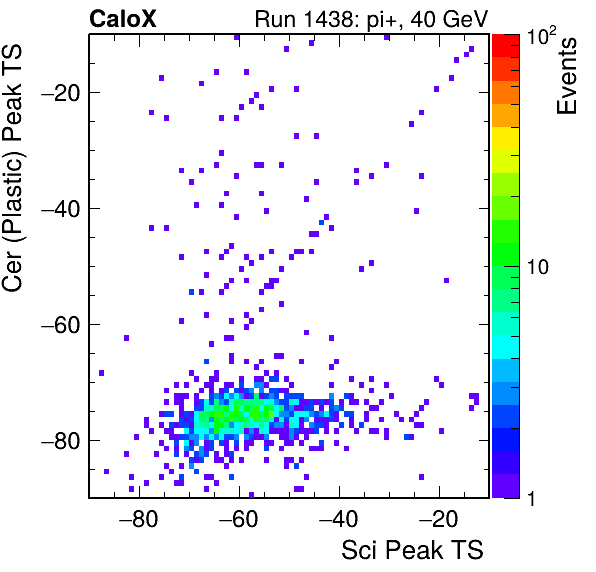 CaloX Run 1438: pi+, 40 GeV
Cer (Plastic) Peak TS
−20
−40
−60
−80
−80 −60 −40 −20
Sci Peak TS
10²
10
1
Events